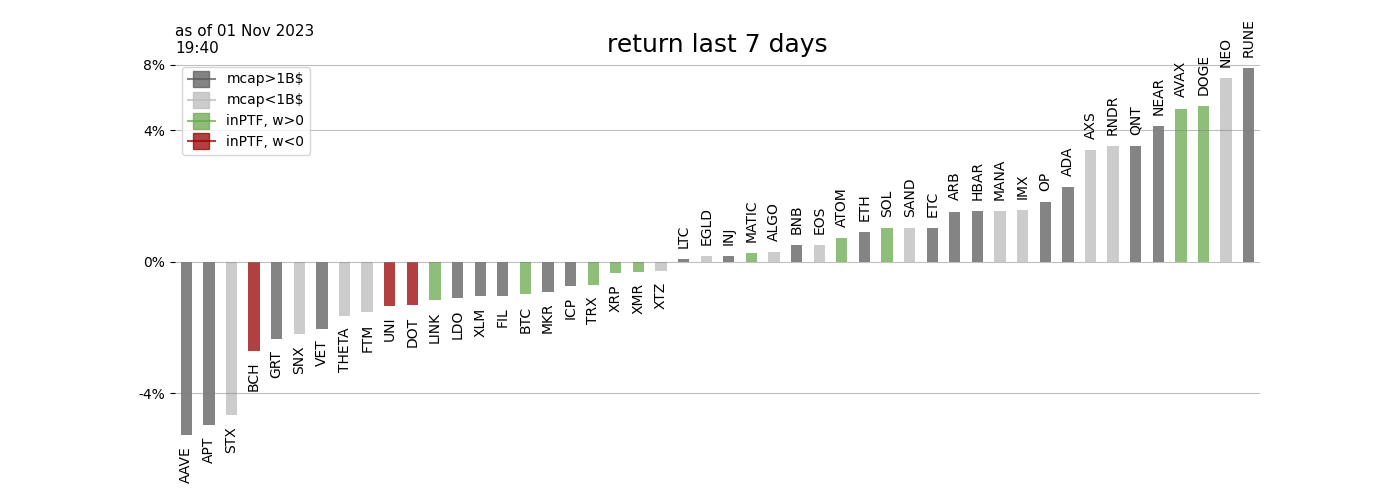 as of 01 Nov 2023
19:40
return last 7 days
8%
4%
0%
-4%
mcap>1B$
mcap<1B$
inPTF, w>0
inPTF, w<0
AAVE
APT
STX
BCH
GRT
SNX
VET
THETA
FTM
UNI
DOT
LINK
LDO
XLM
FIL
BTC
MKR
ICP
TRX
XRP
XMR
XTZ
LTC
EGLD
INJ
MATIC
ALGO
BNB
EOS
ATOM
ETH
SOL
SAND
ETC
ARB
HBAR
MANA
IMX
OP
ADA
AXS
RNDR
QNT
NEAR
AVAX
DOGE
NEO
RUNE